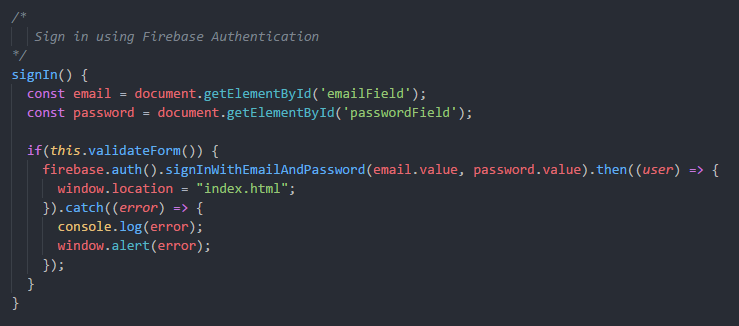 /*
   Sign in using Firebase Authentication
*/
signIn() {
  const email = document.getElementById('emailField');
  const password = document.getElementById('passwordField');

  if(this.validateForm()) {
    firebase.auth().signInWithEmailAndPassword(email.value, password.value).then((user) => {
      window.location = "index.html";
    }).catch((error) => {
      console.log(error);
      window.alert(error);
    });
  }
}